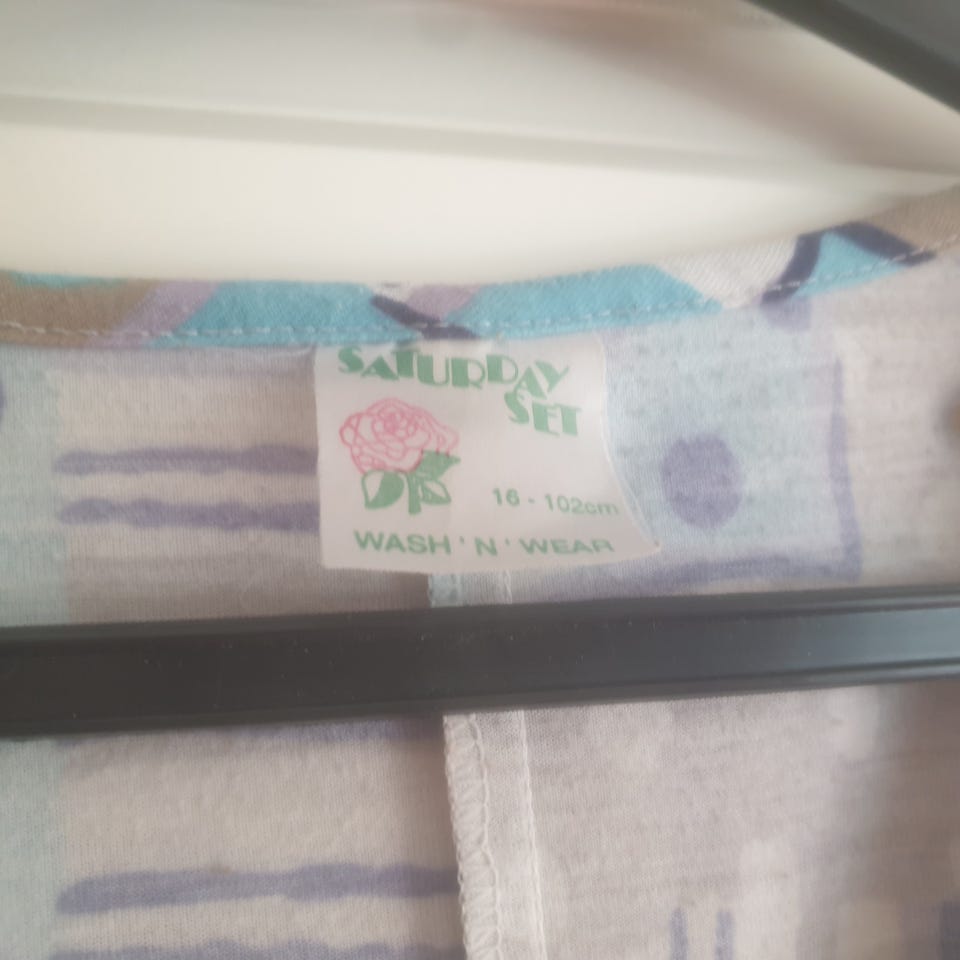 SATURDAY
SET
16 - 102cm
WASH 'N' WEAR